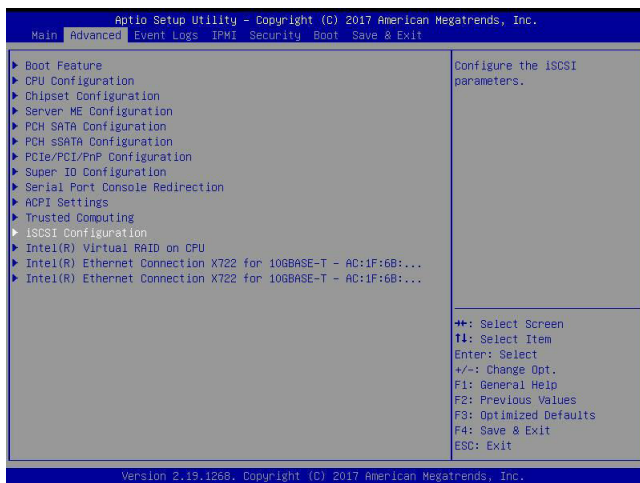 Aptio Setup Utility – Copyright (C) 2017 American Megatrends, Inc.
Main Advanced Event Logs IPMI Security Boot Save & Exit
Boot Feature
CPU Configuration
Chipset Configuration
Server ME Configuration
PCH SATA Configuration
PCH sSATA Configuration
PCIe/PCI/PnP Configuration
Super IO Configuration
Serial Port Console Redirection
ACPI Settings
Trusted Computing
iSCSI Configuration
Intel(R) Virtual RAID on CPU
Intel(R) Ethernet Connection X722 for 10GBASE-T - AC:1F:6B:...
Intel(R) Ethernet Connection X722 for 10GBASE-T - AC:1F:6B:...
Configure the iSCSI
parameters.
→←: Select Screen
↑↓: Select Item
Enter: Select
+/-: Change Opt.
F1: General Help
F2: Previous Values
F3: Optimized Defaults
F4: Save & Exit
ESC: Exit
Version 2.19.1268. Copyright (C) 2017 American Megatrends, Inc.